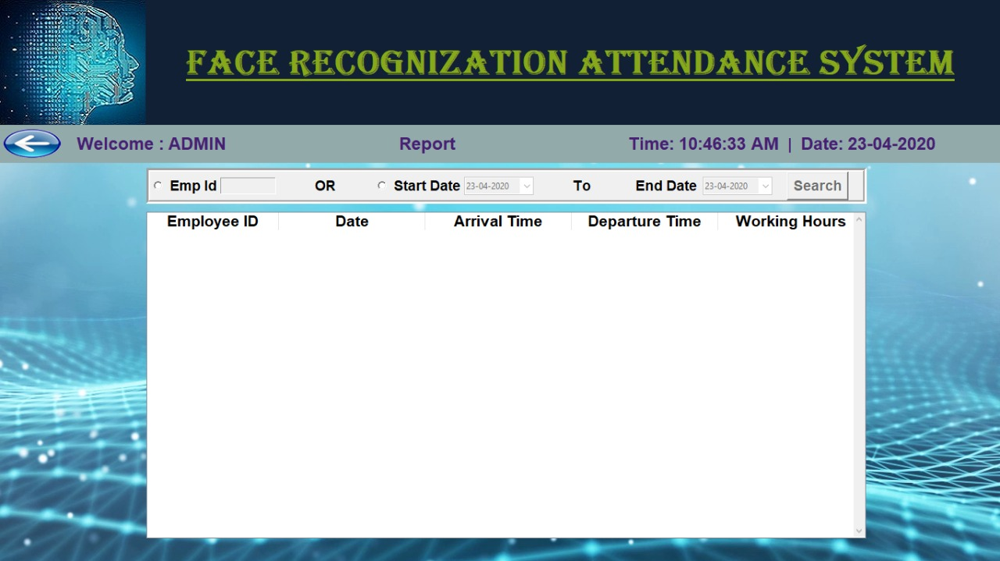 FACE RECOGNIZATION ATTENDANCE SYSTEM
Welcome : ADMIN Report Time: 10:46:33 AM | Date: 23-04-2020
Emp Id OR Start Date 23-04-2020 To End Date 23-04-2020 Search
Employee ID Date Arrival Time Departure Time Working Hours